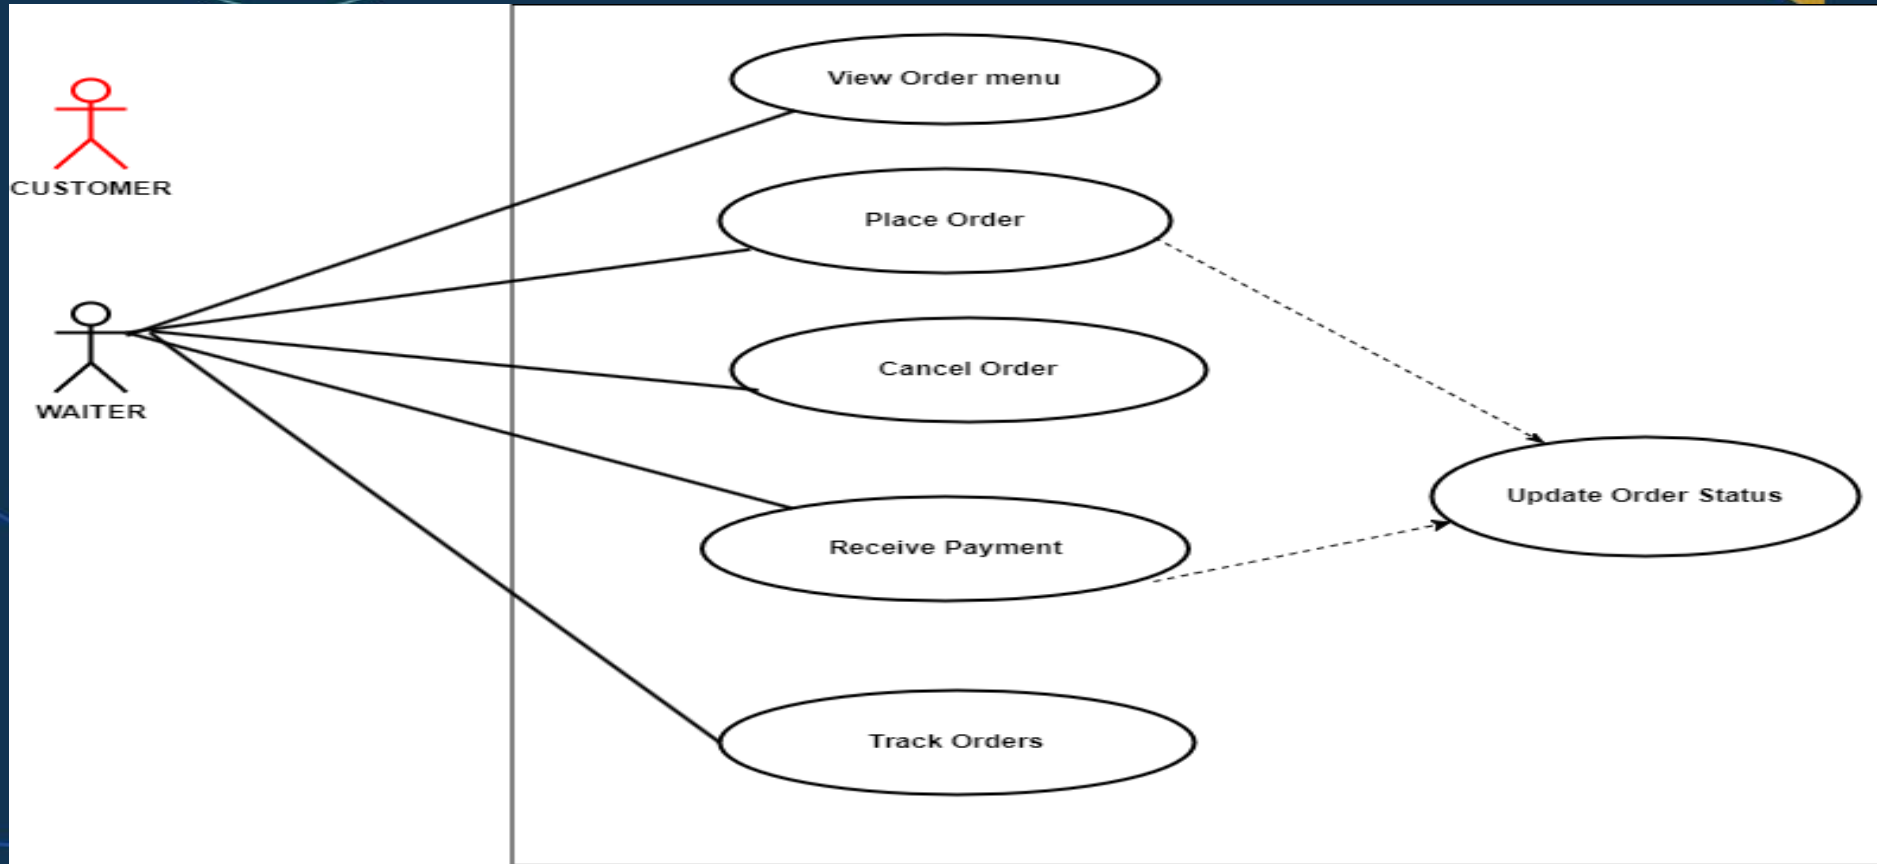 View Order menu
CUSTOMER
Place Order
Cancel Order
WAITER
Update Order Status
Receive Payment
Track Orders